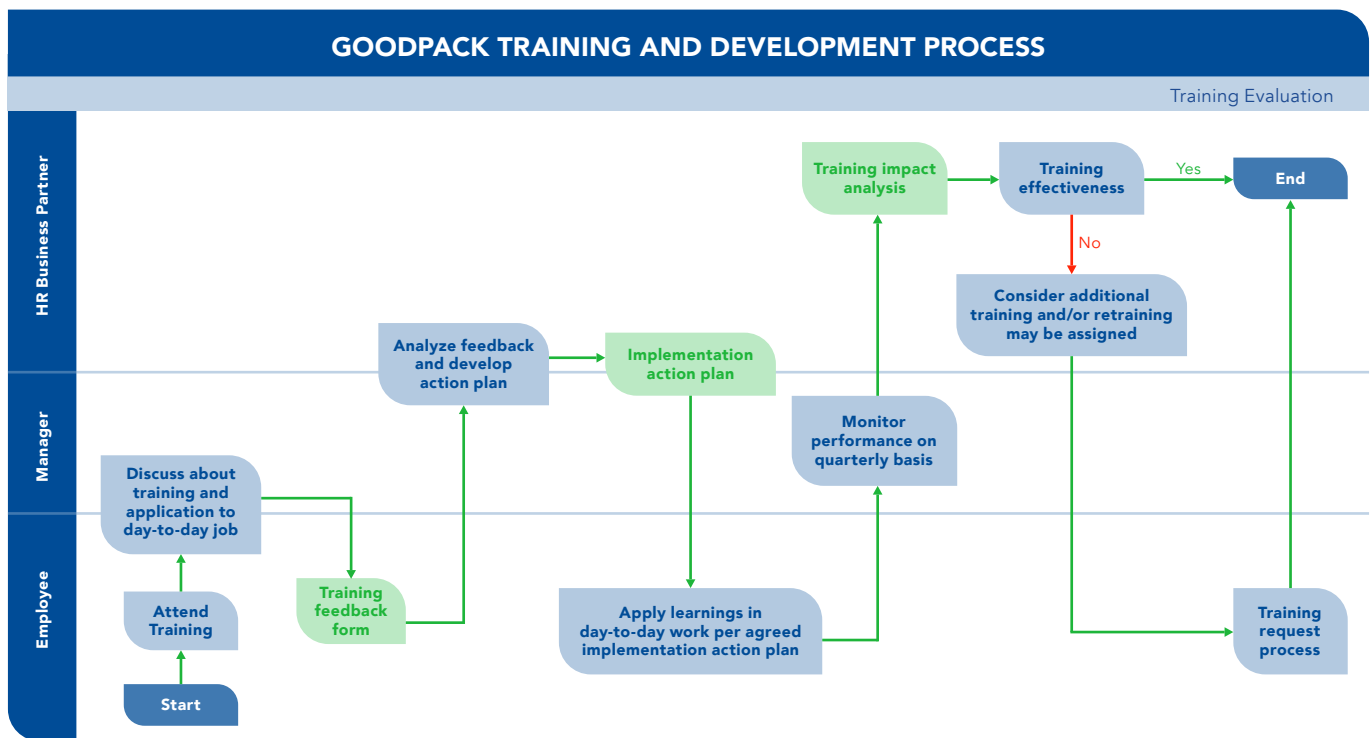 GOODPACK TRAINING AND DEVELOPMENT PROCESS
Training Evaluation
HR Business Partner
Training impact
analysis
Training
effectiveness
Yes
End
No
Consider additional
training and/or retraining
may be assigned
Analyze feedback
and develop
action plan
Implementation
action plan
Manager
Monitor
performance on
quarterly basis
Discuss about
training and
application to
day-to-day job
Employee
Training
feedback
form
Attend
Training
Apply learnings in
day-to-day work per agreed
implementation action plan
Training
request
process
Start